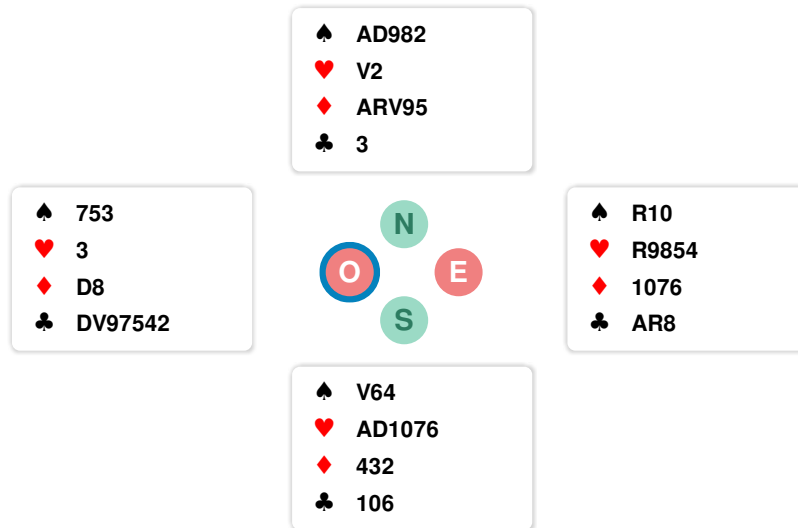 ♠ AD982
♥ V2
♦ ARV95
♣ 3
♠ 753
♥ 3
♦ D8
♣ DV97542
N
O
E
S
♠ R10
♥ R9854
♦ 1076
♣ AR8
♠ V64
♥ AD1076
♦ 432
♣ 106